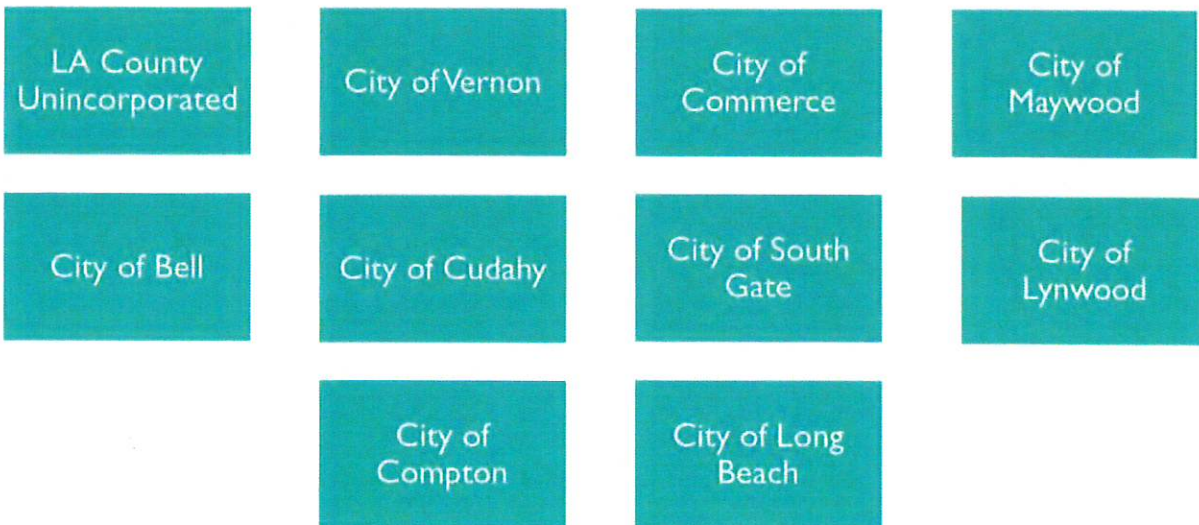 LA County
Unincorporated
City of Vernon
City of
Commerce
City of
Maywood
City of Bell
City of Cudahy
City of South
Gate
City of
Lynwood
City of
Compton
City of Long
Beach